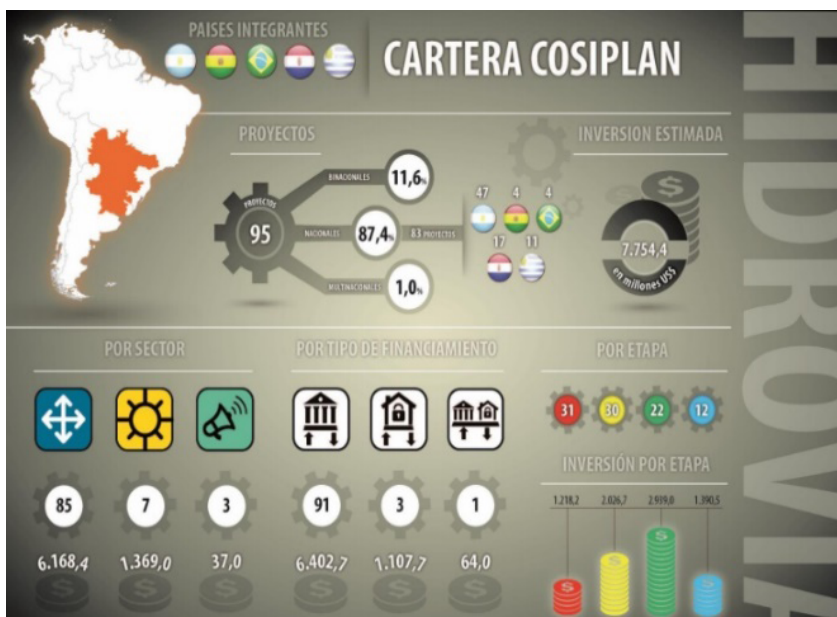 PAISES INTEGRANTES
CARTERA COSIPLAN
HIDROVIA
PROYECTOS
INVERSION ESTIMADA
PROYECTOS
95
BINACIONALES
11,6%
NACIONALES
87,4%
83 PROYECTOS
MULTINACIONALES
1,0%
47 4 4
17 11
7.754,4
en millones US$
POR SECTOR
85 7 3
6.168,4 1.369,0 37,0
POR TIPO DE FINANCIAMIENTO
91 3 1
6.402,7 1.107,7 64,0
POR ETAPA
31 30 22 12
INVERSIÓN POR ETAPA
1.218,2 2.026,7 2.939,0 1.390,5